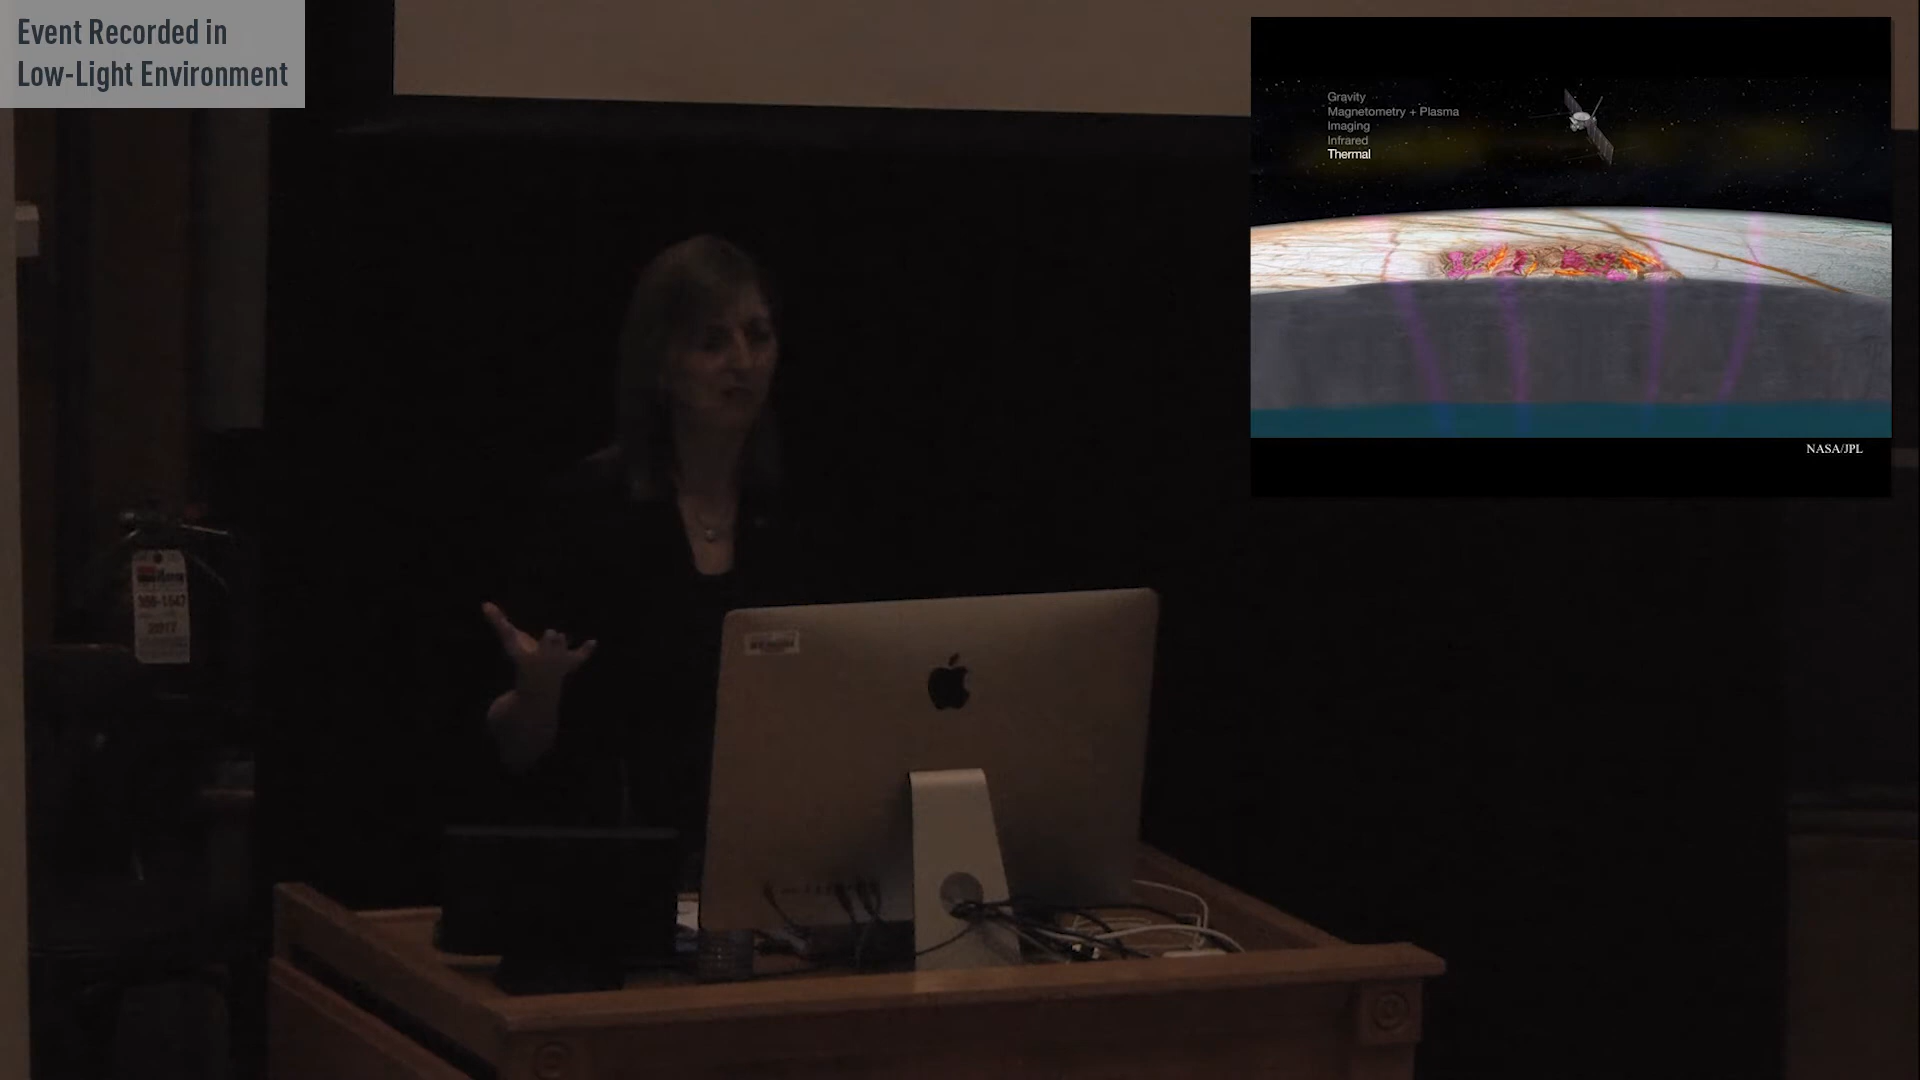 Event Recorded in
Low-Light Environment
Gravity
Magnetometry + Plasma
Imaging
Infrared
Thermal
NASA/JPL